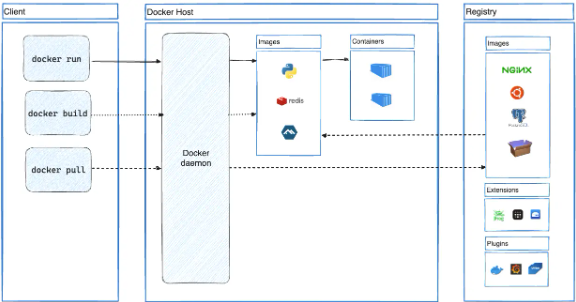 Client
docker run
docker build
docker pull
Docker Host
Docker
daemon
Images
redis
Containers
Registry
Images
NGINX
PostgreSQL
Extensions
Plugins